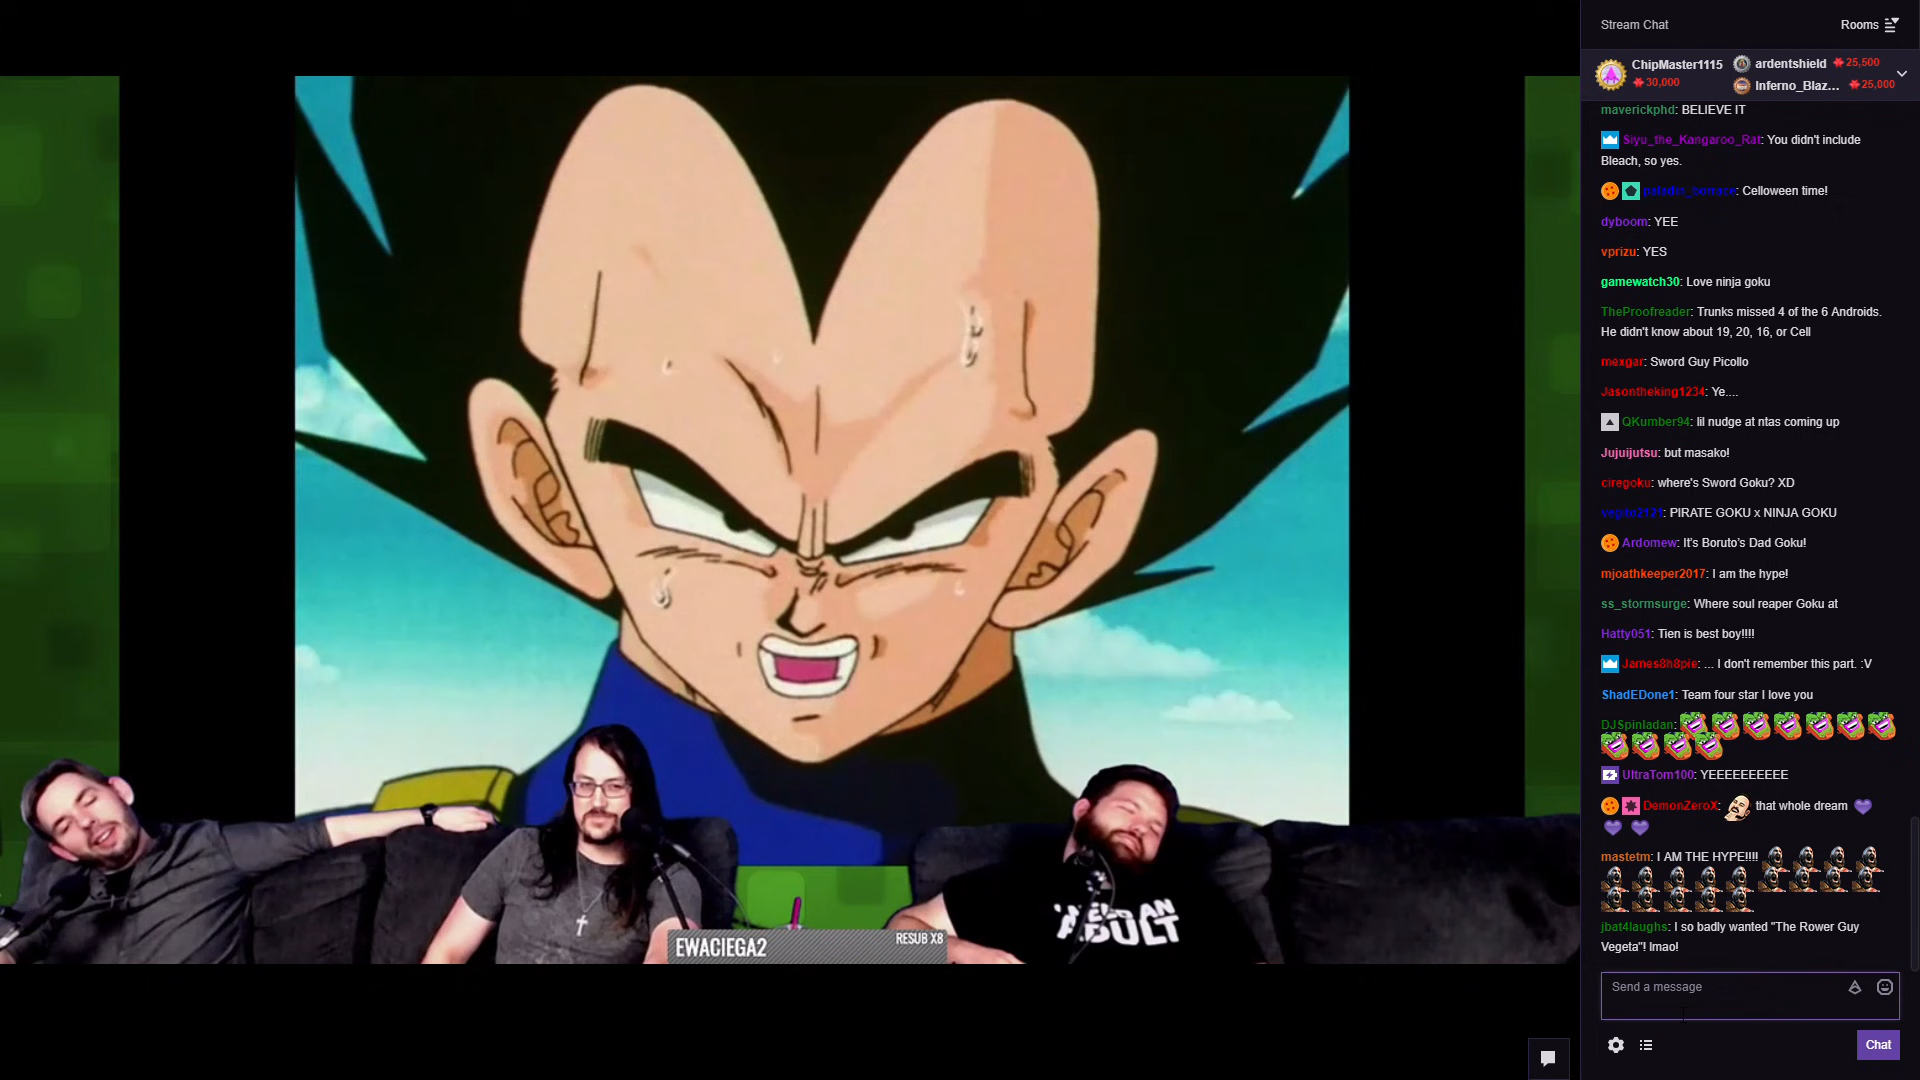 Stream Chat
Rooms
ChipMaster1115
30,000
ardentshield 25,500
Inferno_Blaz... 25,000
maverickphd: BELIEVE IT
Siyu_the_Kangaroo_Rat: You didn't include
Bleach, so yes.
: Celloween time!
dyboom: YEE
vprizu: YES
gamewatch30: Love ninja goku
TheProofreader: Trunks missed 4 of the 6 Androids.
He didn't know about 19, 20, 16, or Cell
mexgar: Sword Guy Picollo
Jasontheking1234: Ye....
QKumber94: lil nudge at ntas coming up
Jujuijutsu: but masako!
ciregoku: where's Sword Goku? XD
vegito2121: PIRATE GOKU x NINJA GOKU
Ardomew: It's Boruto's Dad Goku!
mjoathkeeper2017: I am the hype!
ss_stormsurge: Where soul reaper Goku at
Hatty051: Tien is best boy!!!!
James8h8pie: ... I don't remember this part. :V
ShadEDone1: Team four star I love you
DJSpinladan:
UltraTom100: YEEEEEEEEEE
DemonZeroX: that whole dream
mastetm: I AM THE HYPE!!!!
jbat4laughs: I so badly wanted "The Rower Guy
Vegeta"! lmao!
Send a message
Chat
EWACIEGA2
RESUB X8